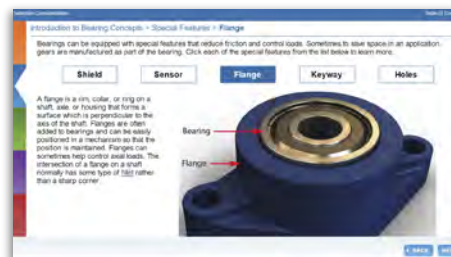 Introduction to Bearing Concepts > Special Features > Flange
Bearings can be equipped with special features that reduce friction and control loads. Sometimes to save space in an application,
gears are manufactured as part of the bearing. Click each of the special features from the list below to learn more.
Shield Sensor Flange Keyway Holes
A flange is a rim, collar, or ring on a
shaft, axle, or housing that forms a
surface which is perpendicular to the
axis of the shaft. Flanges are often
added to bearings and can be easily
positioned in a mechanism so that the
position is maintained. Flanges can
sometimes help control axial loads. The
intersection of a flange on a shaft
normally has some type of fillet rather
than a sharp corner.
Bearing
Flange
BACK